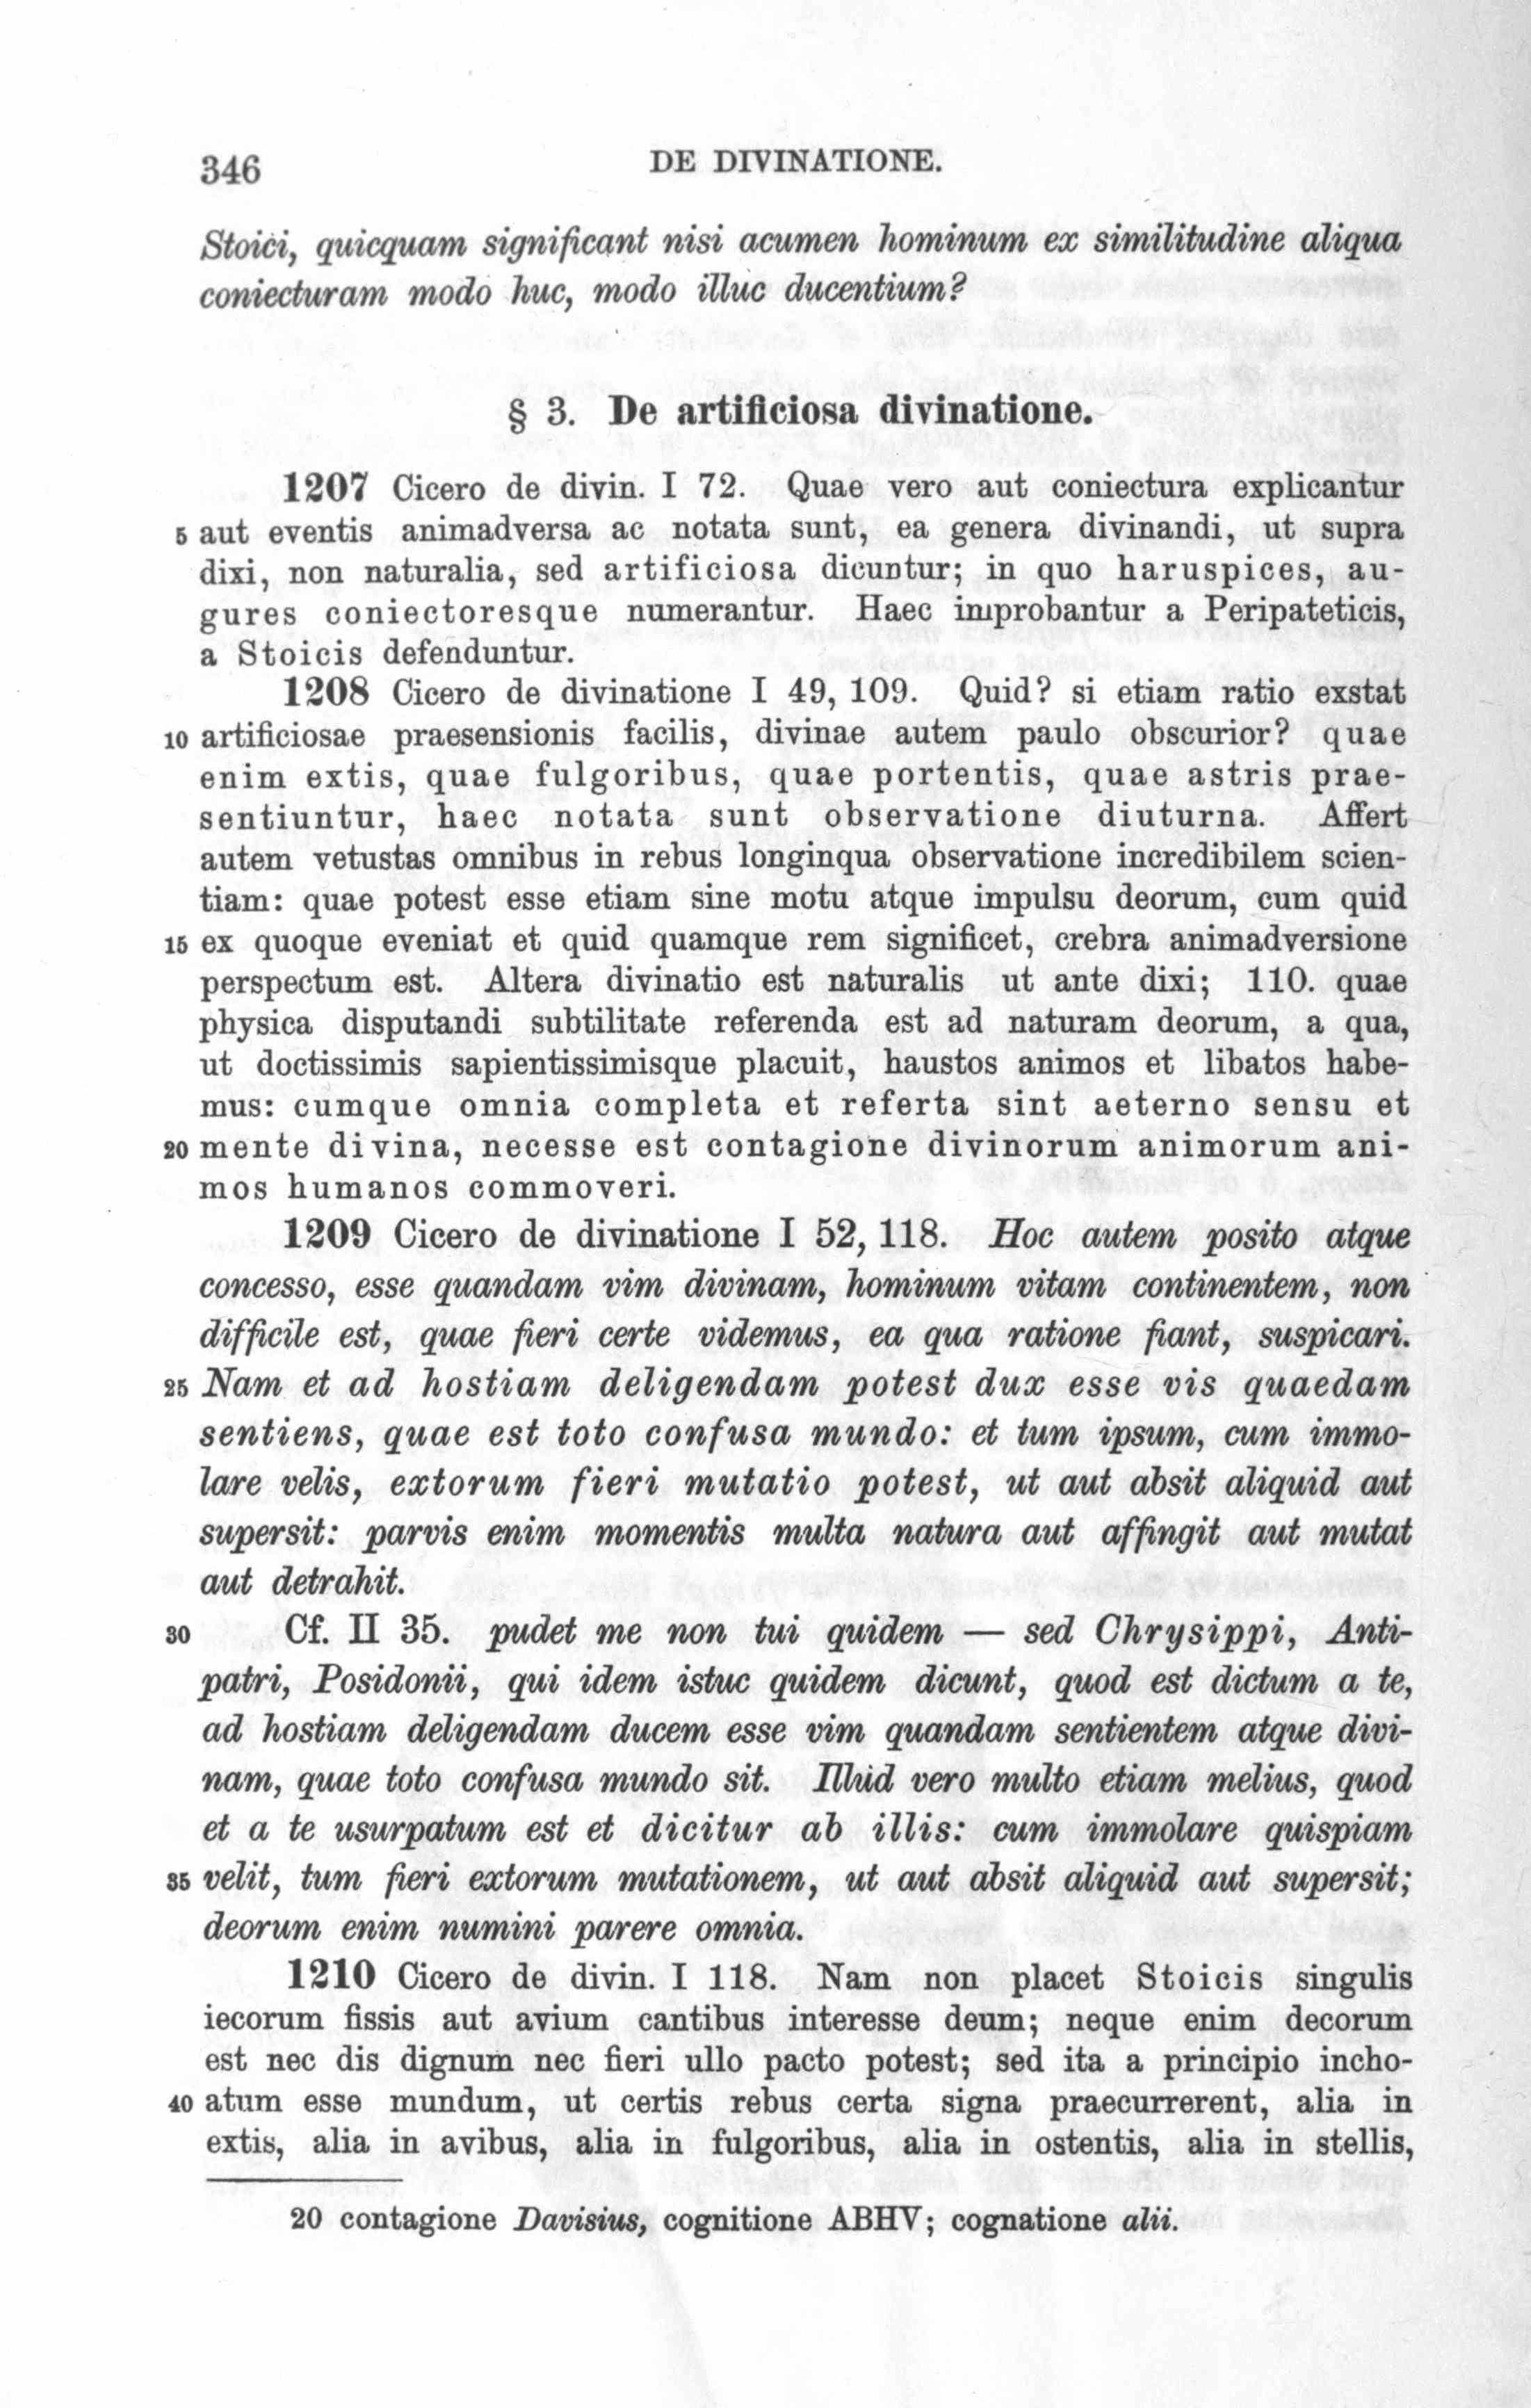 346
DE DIVINATIONE.
Stoici, quicquam significant nisi acumen hominum ex similitudine aliqua
coniecturam modo huc, modo illuc ducentium?
§ 3. De artificiosa divinatione.
1207 Cicero de divin. I 72. Quae vero aut coniectura explicantur
5 aut eventis animadversa ac notata sunt, ea genera divinandi, ut supra
dixi, non naturalia, sed artificiosa dicuntur; in quo haruspices, au-
gures coniectoresque numerantur. Haec improbantur a Peripateticis,
a Stoicis defenduntur.
1208 Cicero de divinatione I 49, 109. Quid? si etiam ratio exstat
10 artificiosae praesensionis facilis, divinae autem paulo obscurior? quae
enim extis, quae fulgoribus, quae portentis, quae astris prae-
sentiuntur, haec notata sunt observatione diuturna. Affert
autem vetustas omnibus in rebus longinqua observatione incredibilem scien-
tiam: quae potest esse etiam sine motu atque impulsu deorum, cum quid
15 ex quoque eveniat et quid quamque rem significet, crebra animadversione
perspectum est. Altera divinatio est naturalis ut ante dixi; 110. quae
physica disputandi subtilitate referenda est ad naturam deorum, a qua,
ut doctissimis sapientissimisque placuit, haustos animos et libatos habe-
mus: cumque omnia completa et referta sint aeterno sensu et
20 mente divina, necesse est contagione divinorum animorum ani-
mos humanos commoveri.
1209 Cicero de divinatione I 52, 118. Hoc autem posito atque
concesso, esse quandam vim divinam, hominum vitam continentem, non
difficile est, quae fieri certe videmus, ea qua ratione fiant, suspicari.
25 Nam et ad hostiam deligendam potest dux esse vis quaedam
sentiens, quae est toto confusa mundo: et tum ipsum, cum immo-
lare velis, extorum fieri mutatio potest, ut aut absit aliquid aut
supersit: parvis enim momentis multa natura aut affingit aut mutat
aut detrahit.
30 Cf. II 35. pudet me non tui quidem — sed Chrysippi, Anti-
patri, Posidonii, qui idem istuc quidem dicunt, quod est dictum a te,
ad hostiam deligendam ducem esse vim quandam sentientem atque divi-
nam, quae toto confusa mundo sit. Illud vero multo etiam melius, quod
et a te usurpatum est et dicitur ab illis: cum immolare quispiam
35 velit, tum fieri extorum mutationem, ut aut absit aliquid aut supersit;
deorum enim numini parere omnia.
1210 Cicero de divin. I 118. Nam non placet Stoicis singulis
iecorum fissis aut avium cantibus interesse deum; neque enim decorum
est nec dis dignum nec fieri ullo pacto potest; sed ita a principio incho-
40 atum esse mundum, ut certis rebus certa signa praecurrerent, alia in
extis, alia in avibus, alia in fulgoribus, alia in ostentis, alia in stellis,
20 contagione Davisius, cognitione ABHV; cognatione alii.